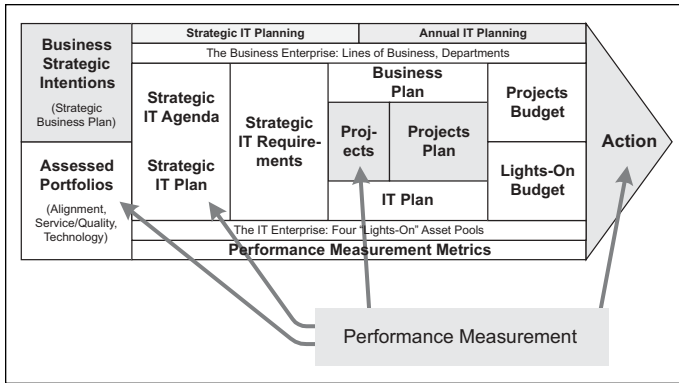 Strategic IT Planning
Annual IT Planning
The Business Enterprise: Lines of Business, Departments
Business
Strategic
Intentions
(Strategic
Business Plan)
Assessed
Portfolios
(Alignment,
Service/Quality,
Technology)
Strategic
IT Agenda
Strategic
IT Plan
Strategic
IT Require-
ments
Business
Plan
Proj-
ects
Projects
Plan
IT Plan
Projects
Budget
Lights-On
Budget
Action
The IT Enterprise: Four "Lights-On" Asset Pools
Performance Measurement Metrics
Performance Measurement